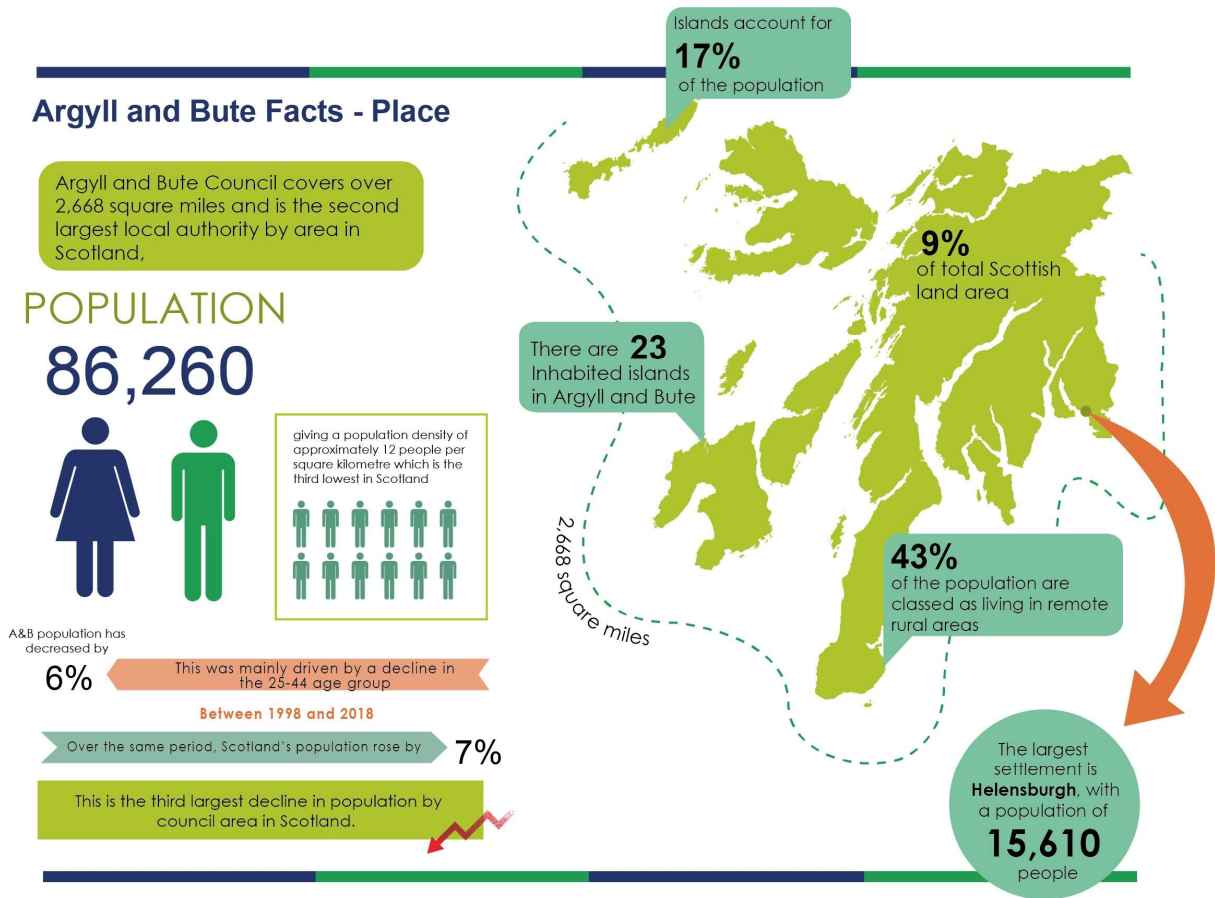 Islands account for
17%
of the population
Argyll and Bute Facts - Place
Argyll and Bute Council covers over
2,668 square miles and is the second
largest local authority by area in
Scotland,
9%
of total Scottish
land area
POPULATION
86,260
There are 23
Inhabited islands
in Argyll and Bute
giving a population density of
approximately 12 people per
square kilometre which is the
third lowest in Scotland
2,668 square miles
43%
of the population are
classed as living in remote
rural areas
A&B population has
decreased by
6%
This was mainly driven by a decline in
the 25-44 age group
Between 1998 and 2018
Over the same period, Scotland's population rose by
7%
This is the third largest decline in population by
council area in Scotland.
The largest
settlement is
Helensburgh, with
a population of
15,610
people